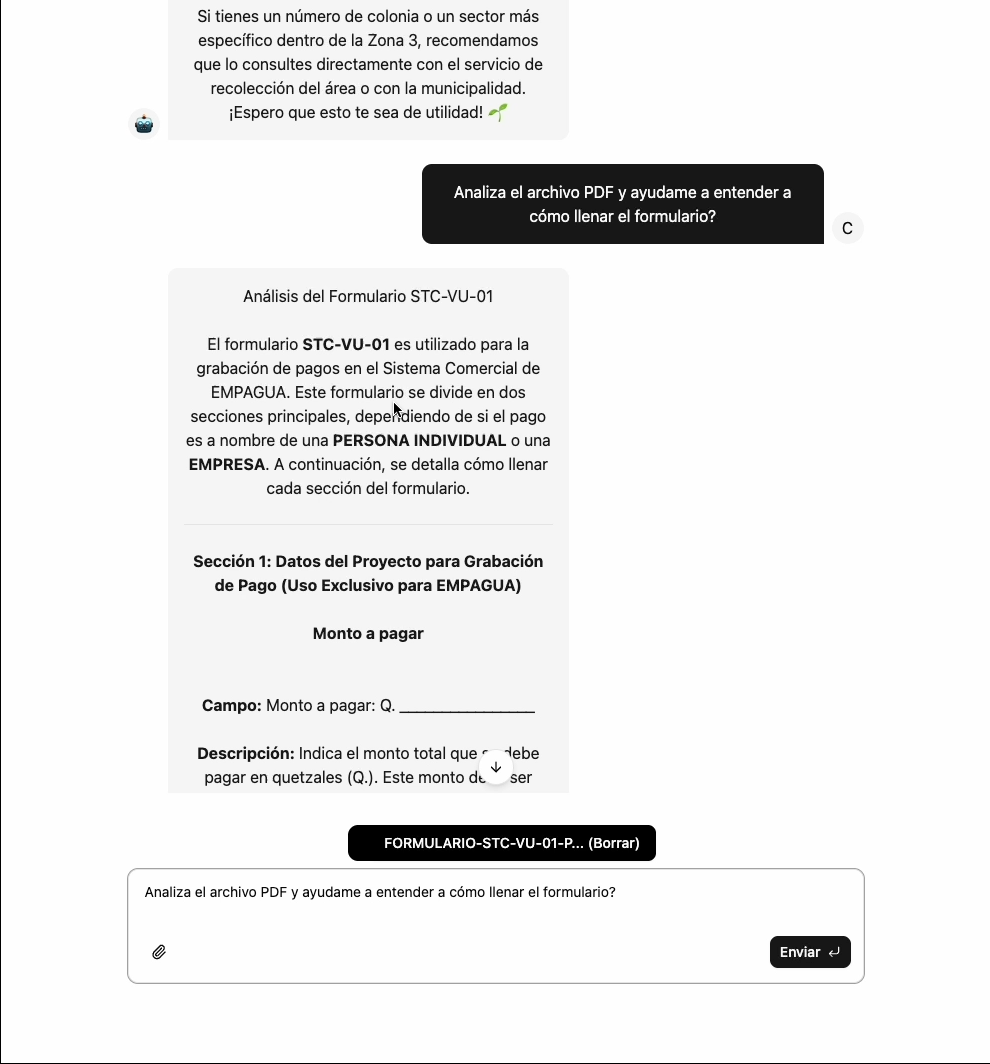 Si tienes un número de colonia o un sector más
específico dentro de la Zona 3, recomendamos
que lo consultes directamente con el servicio de
recolección del área o con la municipalidad.
¡Espero que esto te sea de utilidad! 🌱
Analiza el archivo PDF y ayudame a entender a
cómo llenar el formulario?
C
Análisis del Formulario STC-VU-01
El formulario STC-VU-01 es utilizado para la
grabación de pagos en el Sistema Comercial de
EMPAGUA. Este formulario se divide en dos
secciones principales, dependiendo de si el pago
es a nombre de una PERSONA INDIVIDUAL o una
EMPRESA. A continuación, se detalla cómo llenar
cada sección del formulario.
Sección 1: Datos del Proyecto para Grabación
de Pago (Uso Exclusivo para EMPAGUA)
Monto a pagar
Campo: Monto a pagar: Q. ________________
Descripción: Indica el monto total que se debe
pagar en quetzales (Q.). Este monto debe ser
FORMULARIO-STC-VU-01-P... (Borrar)
Analiza el archivo PDF y ayudame a entender a cómo llenar el formulario?
Enviar